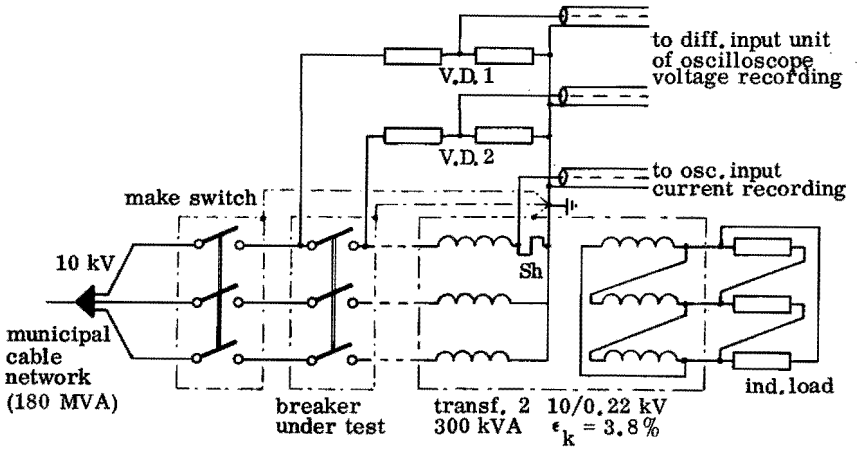 to diff. input unit
of oscilloscope
voltage recording
V.D. 1
V.D. 2
to osc. input
current recording
make switch
10 kV
Sh
municipal
cable
network
(180 MVA)
breaker
under test
transf. 2 10/0.22 kV
300 kVA ϵk = 3.8%
ind. load